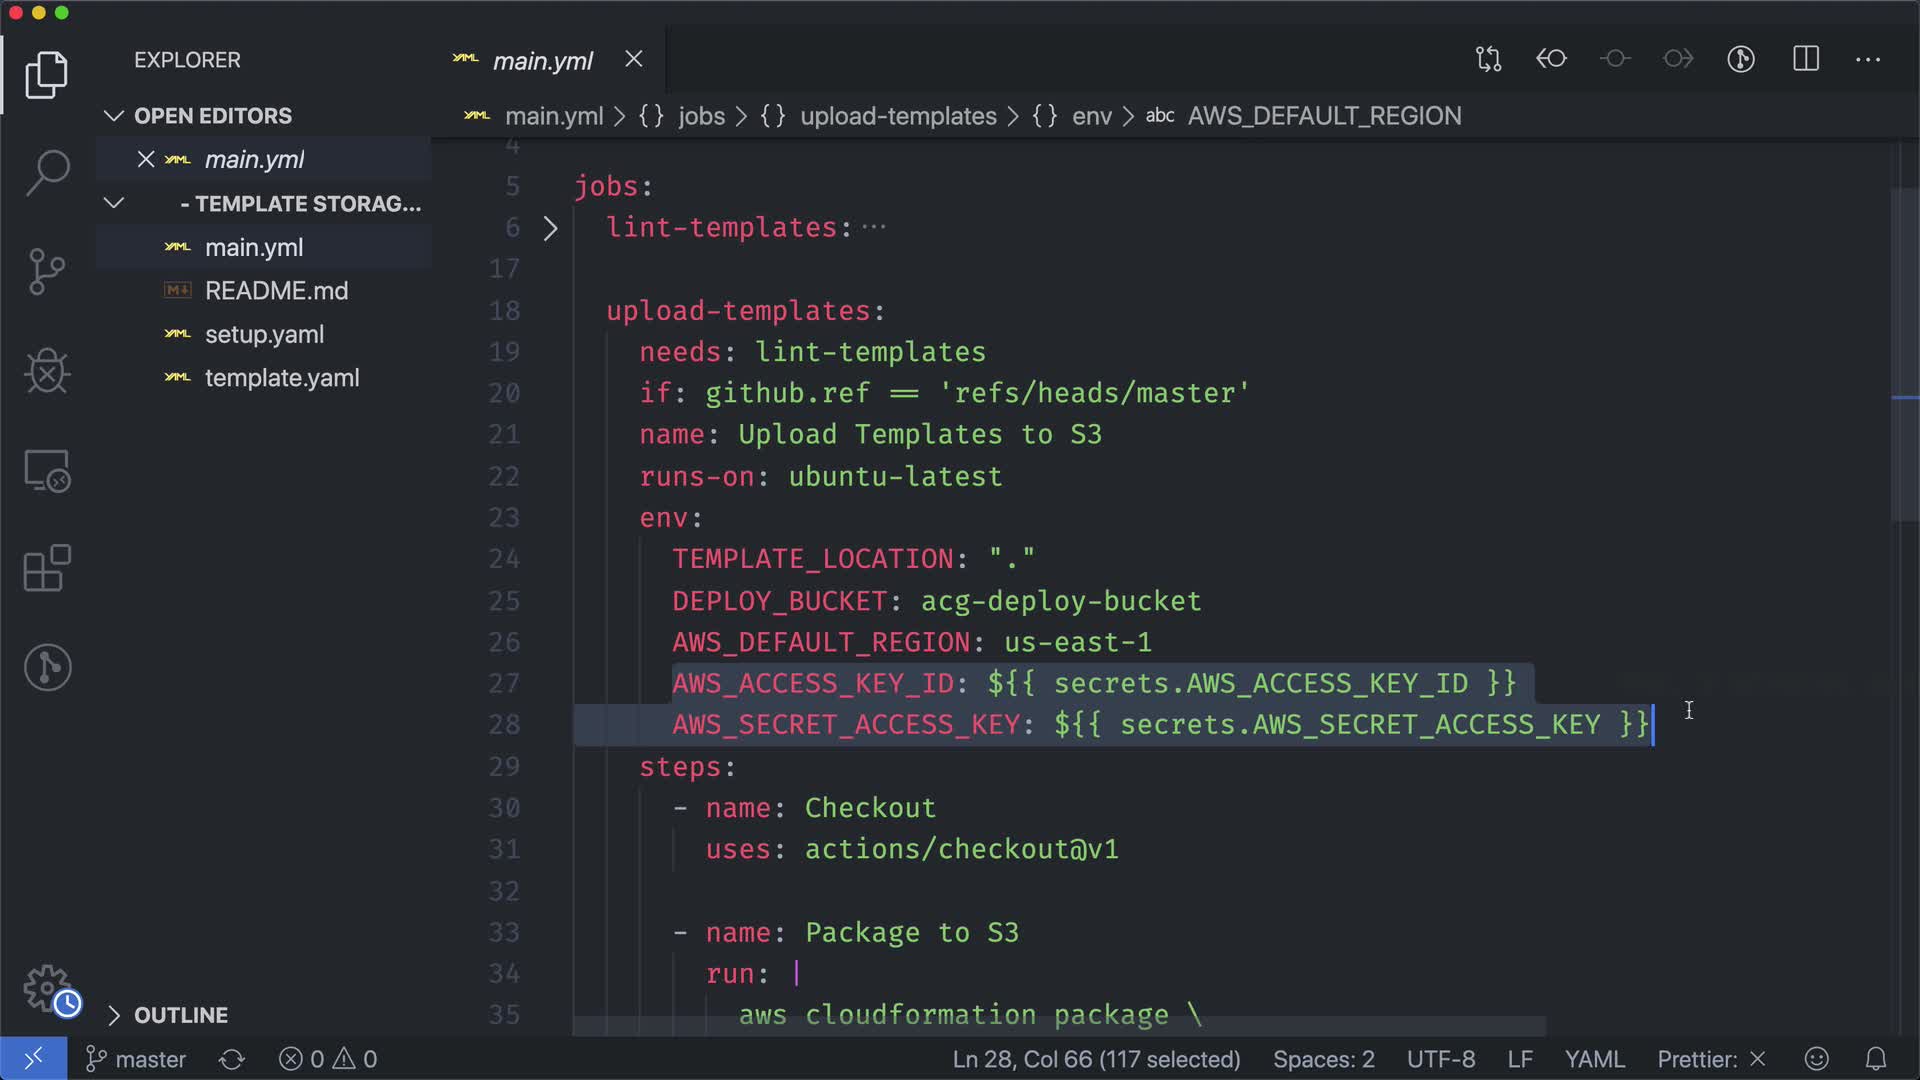 EXPLORER
OPEN EDITORS
main.yml
- TEMPLATE STORAG...
main.yml
README.md
setup.yaml
template.yaml
OUTLINE
main.yml
main.yml > {} jobs > {} upload-templates > {} env > abc AWS_DEFAULT_REGION
4
5 jobs:
6 lint-templates: ...
17
18 upload-templates:
19 needs: lint-templates
20 if: github.ref == 'refs/heads/master'
21 name: Upload Templates to S3
22 runs-on: ubuntu-latest
23 env:
24 TEMPLATE_LOCATION: "."
25 DEPLOY_BUCKET: acg-deploy-bucket
26 AWS_DEFAULT_REGION: us-east-1
27 AWS_ACCESS_KEY_ID: ${{ secrets.AWS_ACCESS_KEY_ID }}
28 AWS_SECRET_ACCESS_KEY: ${{ secrets.AWS_SECRET_ACCESS_KEY }}
29 steps:
30 - name: Checkout
31 uses: actions/checkout@v1
32
33 - name: Package to S3
34 run: |
35 aws cloudformation package \
master 0 0 Ln 28, Col 66 (117 selected) Spaces: 2 UTF-8 LF YAML Prettier: ×